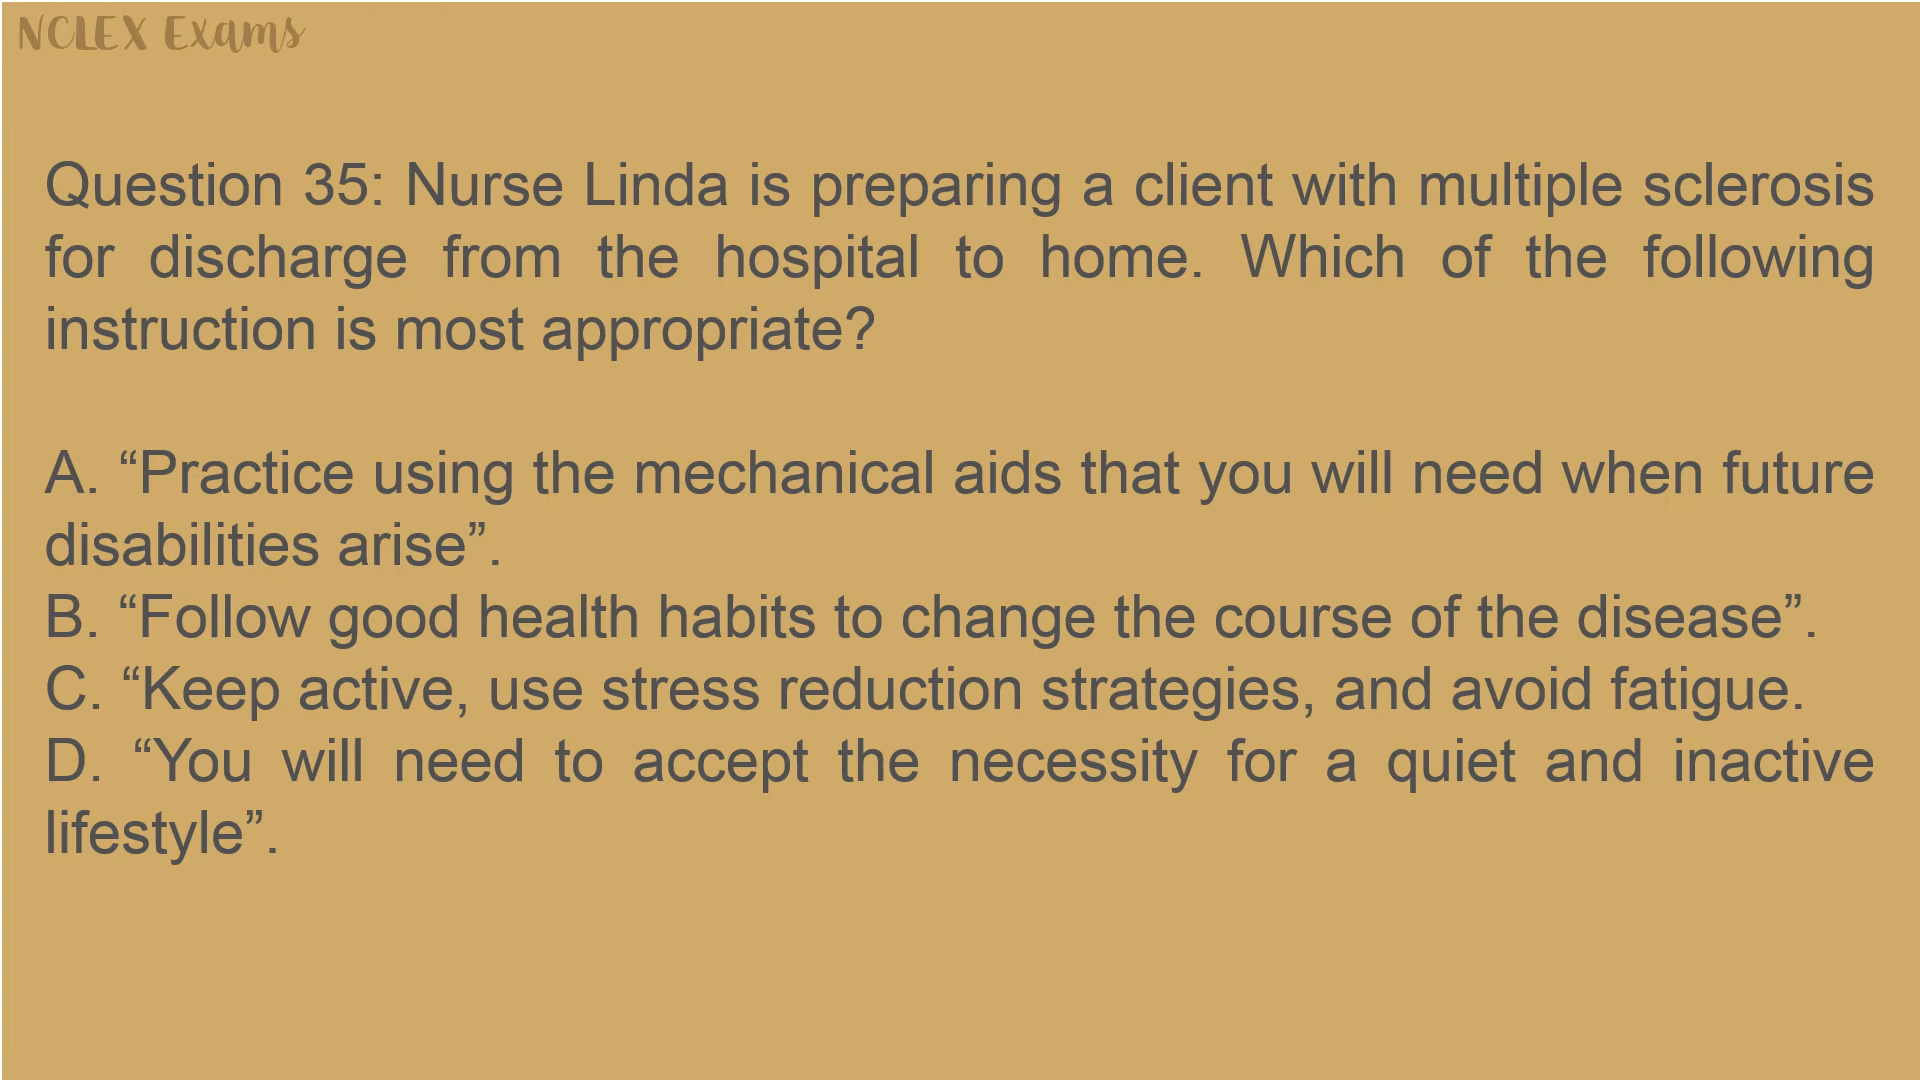 NCLEX Exams
Question 35: Nurse Linda is preparing a client with multiple sclerosis
for discharge from the hospital to home. Which of the following
instruction is most appropriate?
A. “Practice using the mechanical aids that you will need when future
disabilities arise”.
B. “Follow good health habits to change the course of the disease”.
C. “Keep active, use stress reduction strategies, and avoid fatigue.
D. “You will need to accept the necessity for a quiet and inactive
lifestyle”.